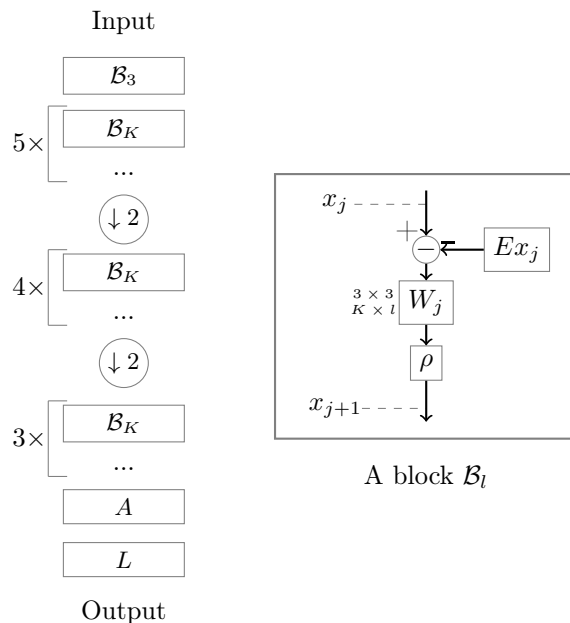 Input
𝓑₃
5×
𝓑_K
...
↓ 2
4×
𝓑_K
...
↓ 2
3×
𝓑_K
...
A
L
Output
x_j
+
−
−
Ex_j
3 × 3
K × l
W_j
ρ
x_{j+1}
A block 𝓑_l